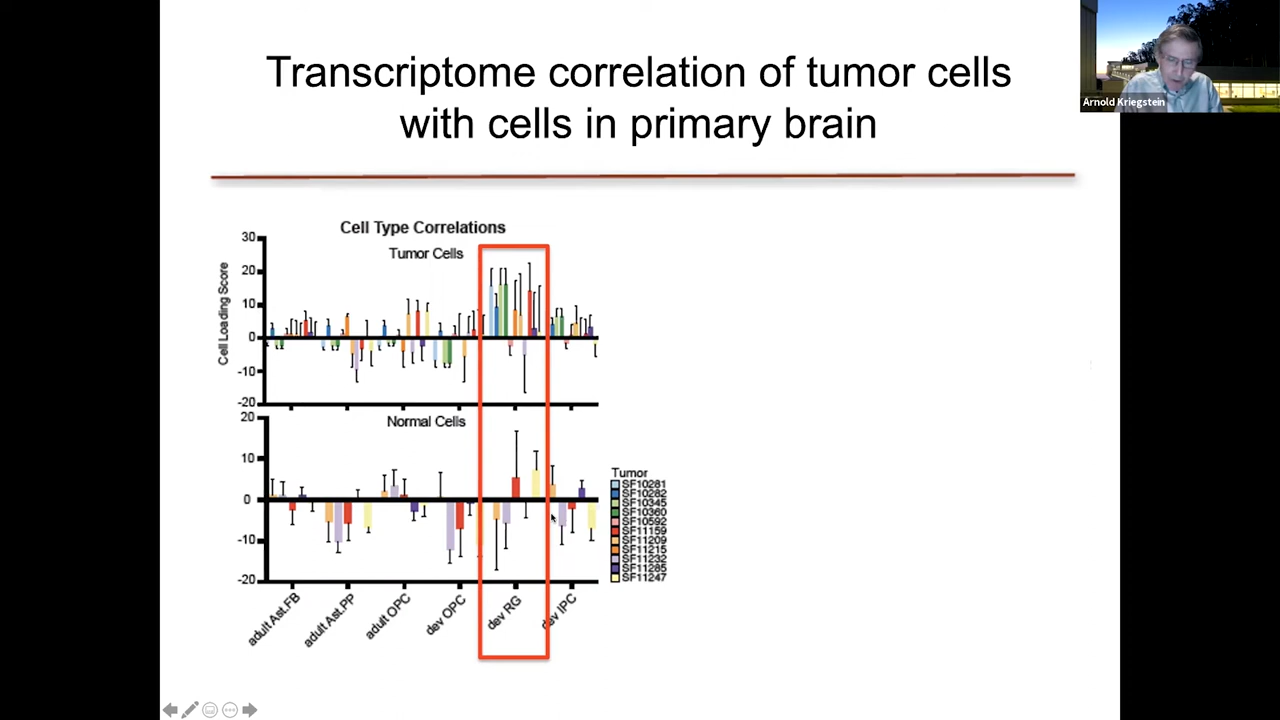 Transcriptome correlation of tumor cells
with cells in primary brain
Arnold Kriegstein
Cell Type Correlations
Tumor Cells
Cell Loading Score
30
20
10
0
-10
-20
Normal Cells
20
10
0
-10
-20
adult Ast.FB
adult Ast.PP
adult OPC
dev OPC
dev RG
dev IPC
Tumor
SF10281
SF10282
SF10345
SF10360
SF10592
SF11159
SF11209
SF11215
SF11232
SF11285
SF11247